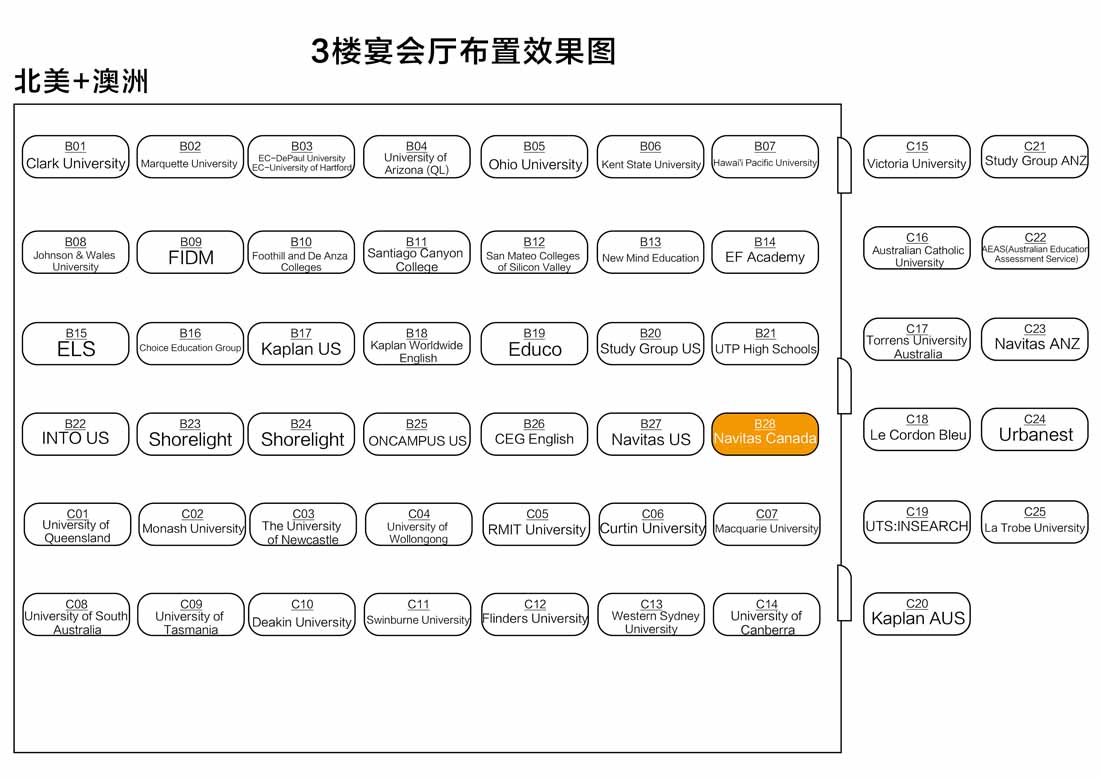 3楼宴会厅布置效果图
北美+澳洲
B01
Clark University
B02
Marquette University
B03
EC-DePaul University
EC-University of Hartford
B04
University of
Arizona (QL)
B05
Ohio University
B06
Kent State University
B07
Hawai'i Pacific University
C15
Victoria University
C21
Study Group ANZ
B08
Johnson & Wales
University
B09
FIDM
B10
Foothill and De Anza
Colleges
B11
Santiago Canyon
College
B12
San Mateo Colleges
of Silicon Valley
B13
New Mind Education
B14
EF Academy
C16
Australian Catholic
University
C22
AEAS(Australian Education
Assessment Service)
B15
ELS
B16
Choice Education Group
B17
Kaplan US
B18
Kaplan Worldwide
English
B19
Educo
B20
Study Group US
B21
UTP High Schools
C17
Torrens University
Australia
C23
Navitas ANZ
B22
INTO US
B23
Shorelight
B24
Shorelight
B25
ONCAMPUS US
B26
CEG English
B27
Navitas US
B28
Navitas Canada
C18
Le Cordon Bleu
C24
Urbanest
C01
University of
Queensland
C02
Monash University
C03
The University
of Newcastle
C04
University of
Wollongong
C05
RMIT University
C06
Curtin University
C07
Macquarie University
C19
UTS:INSEARCH
C25
La Trobe University
C08
University of South
Australia
C09
University of
Tasmania
C10
Deakin University
C11
Swinburne University
C12
Flinders University
C13
Western Sydney
University
C14
University of
Canberra
C20
Kaplan AUS